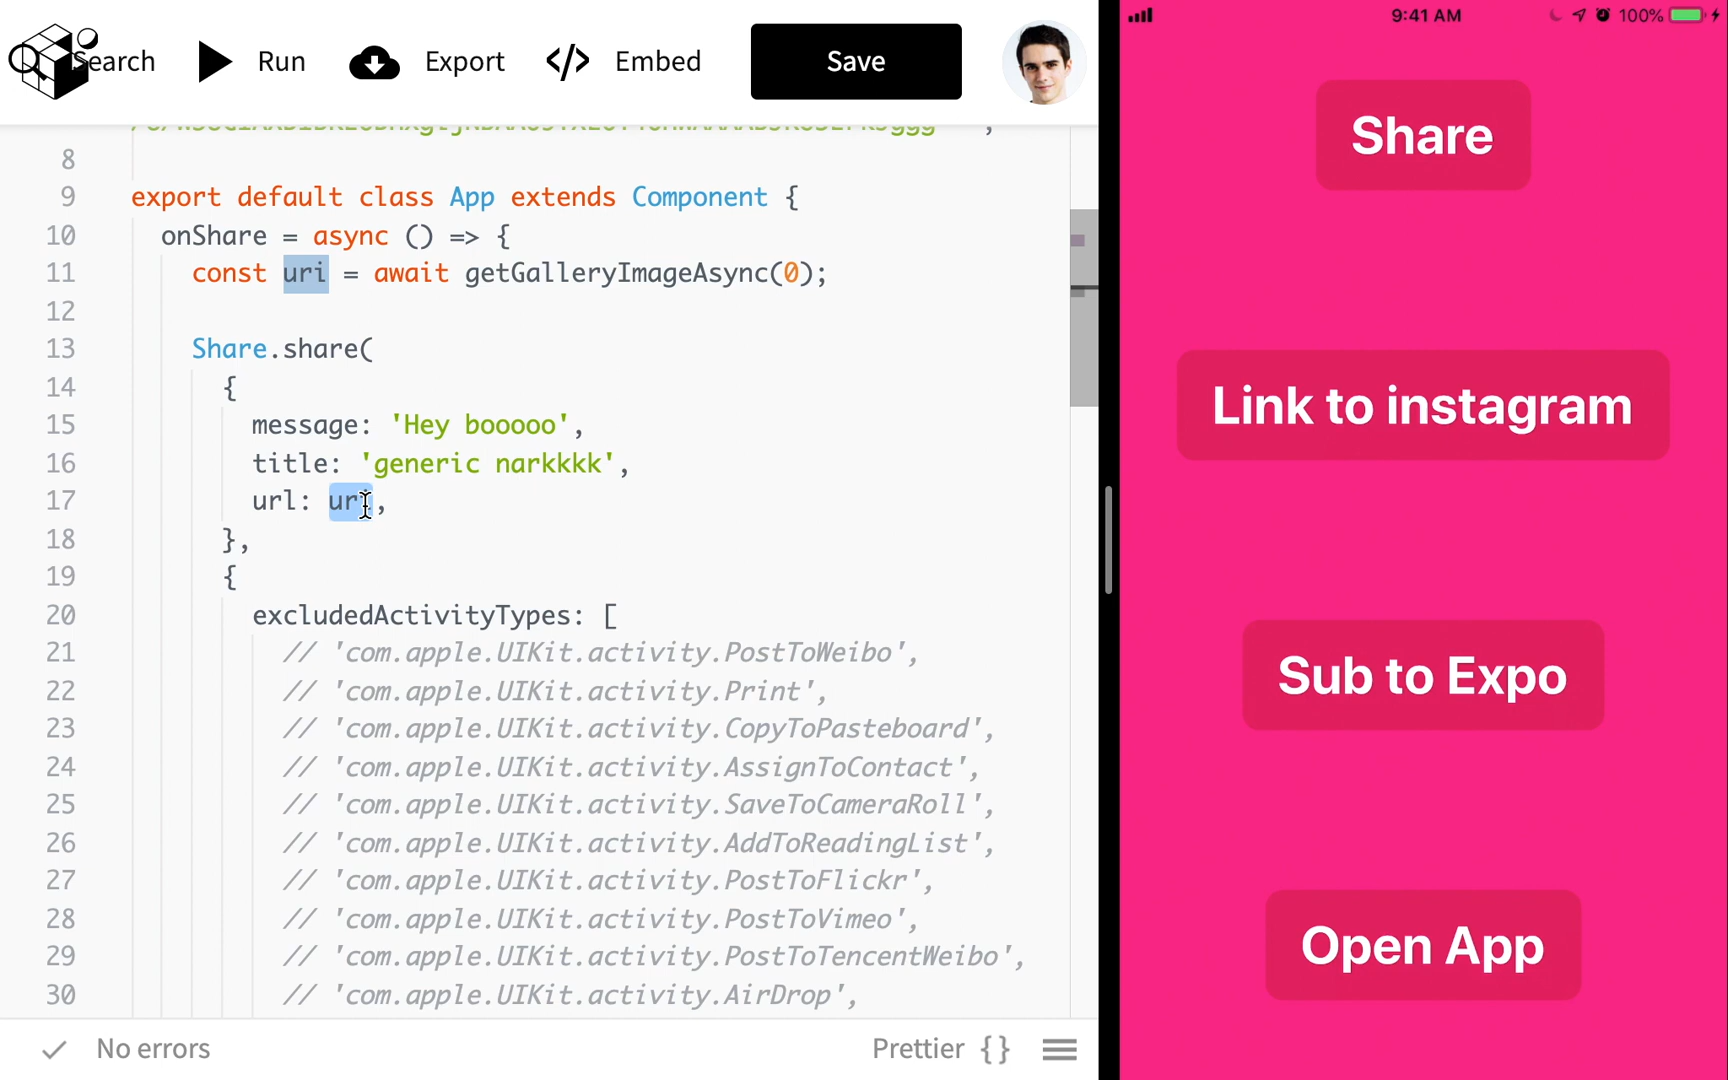 Search
Run
Export
Embed
Save
8
9 export default class App extends Component {
10 onShare = async () => {
11 const uri = await getGalleryImageAsync(0);
12
13 Share.share(
14 {
15 message: 'Hey booooo',
16 title: 'generic narkkkk',
17 url: uri,
18 },
19 {
20 excludedActivityTypes: [
21 // 'com.apple.UIKit.activity.PostToWeibo',
22 // 'com.apple.UIKit.activity.Print',
23 // 'com.apple.UIKit.activity.CopyToPasteboard',
24 // 'com.apple.UIKit.activity.AssignToContact',
25 // 'com.apple.UIKit.activity.SaveToCameraRoll',
26 // 'com.apple.UIKit.activity.AddToReadingList',
27 // 'com.apple.UIKit.activity.PostToFlickr',
28 // 'com.apple.UIKit.activity.PostToVimeo',
29 // 'com.apple.UIKit.activity.PostToTencentWeibo',
30 // 'com.apple.UIKit.activity.AirDrop',
No errors
Prettier {}
9:41 AM
100%
Share
Link to instagram
Sub to Expo
Open App